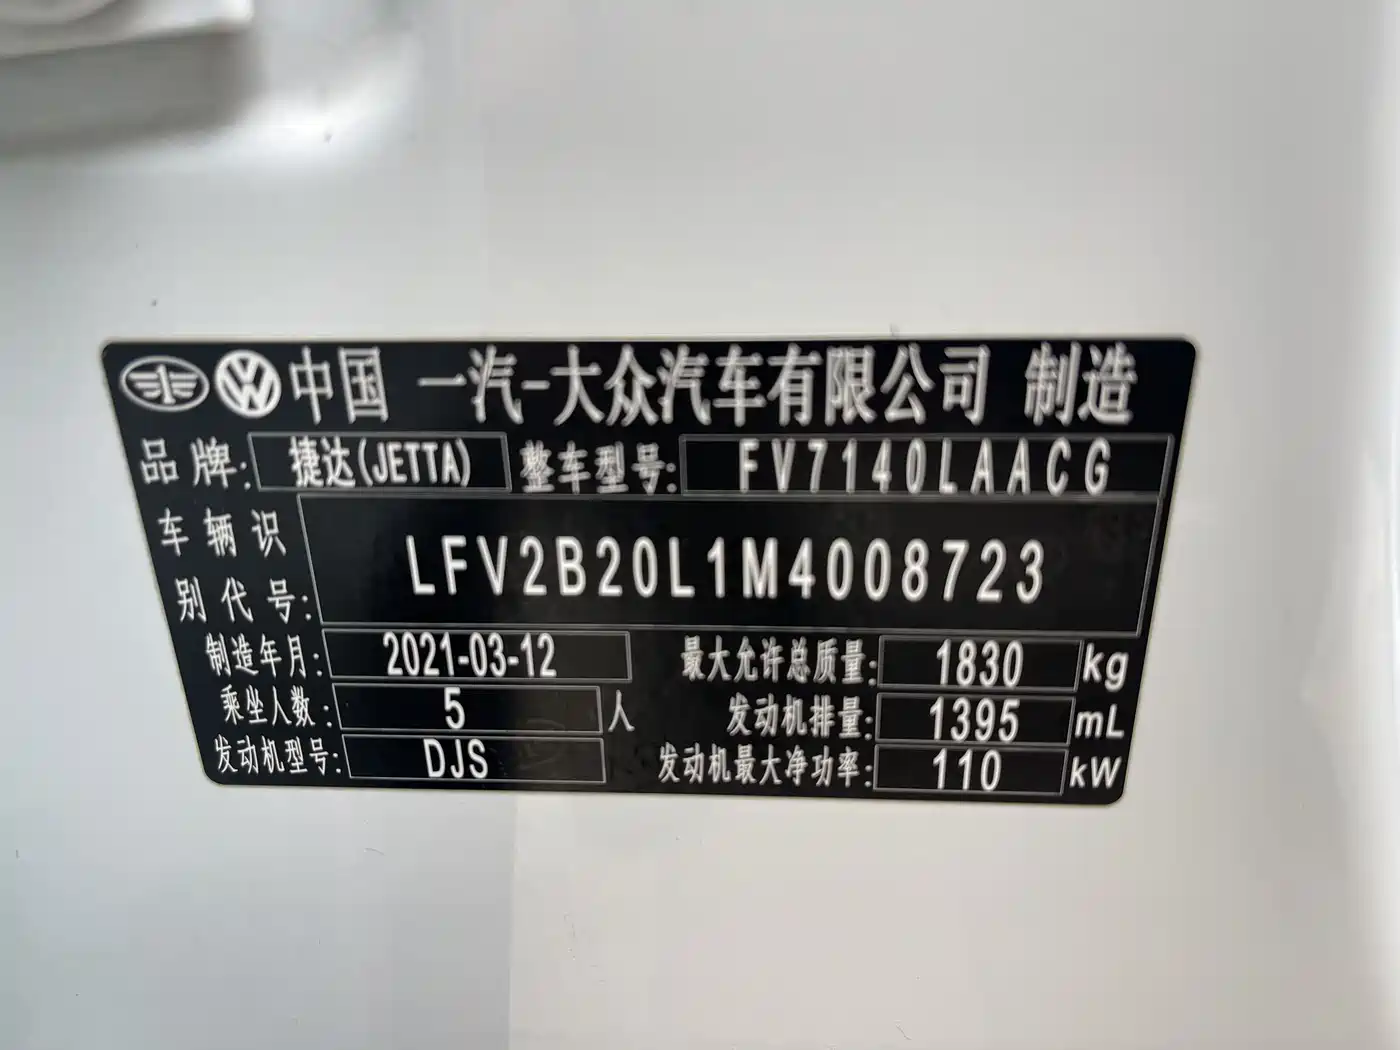 中国 一汽-大众汽车有限公司 制造
品牌: 捷达(JETTA) 整车型号: FV7140LAACG
车辆识别代号: LFV2B20L1M4008723
制造年月: 2021-03-12 最大允许总质量: 1830 kg
乘坐人数: 5 人 发动机排量: 1395 mL
发动机型号: DJS 发动机最大净功率: 110 kW